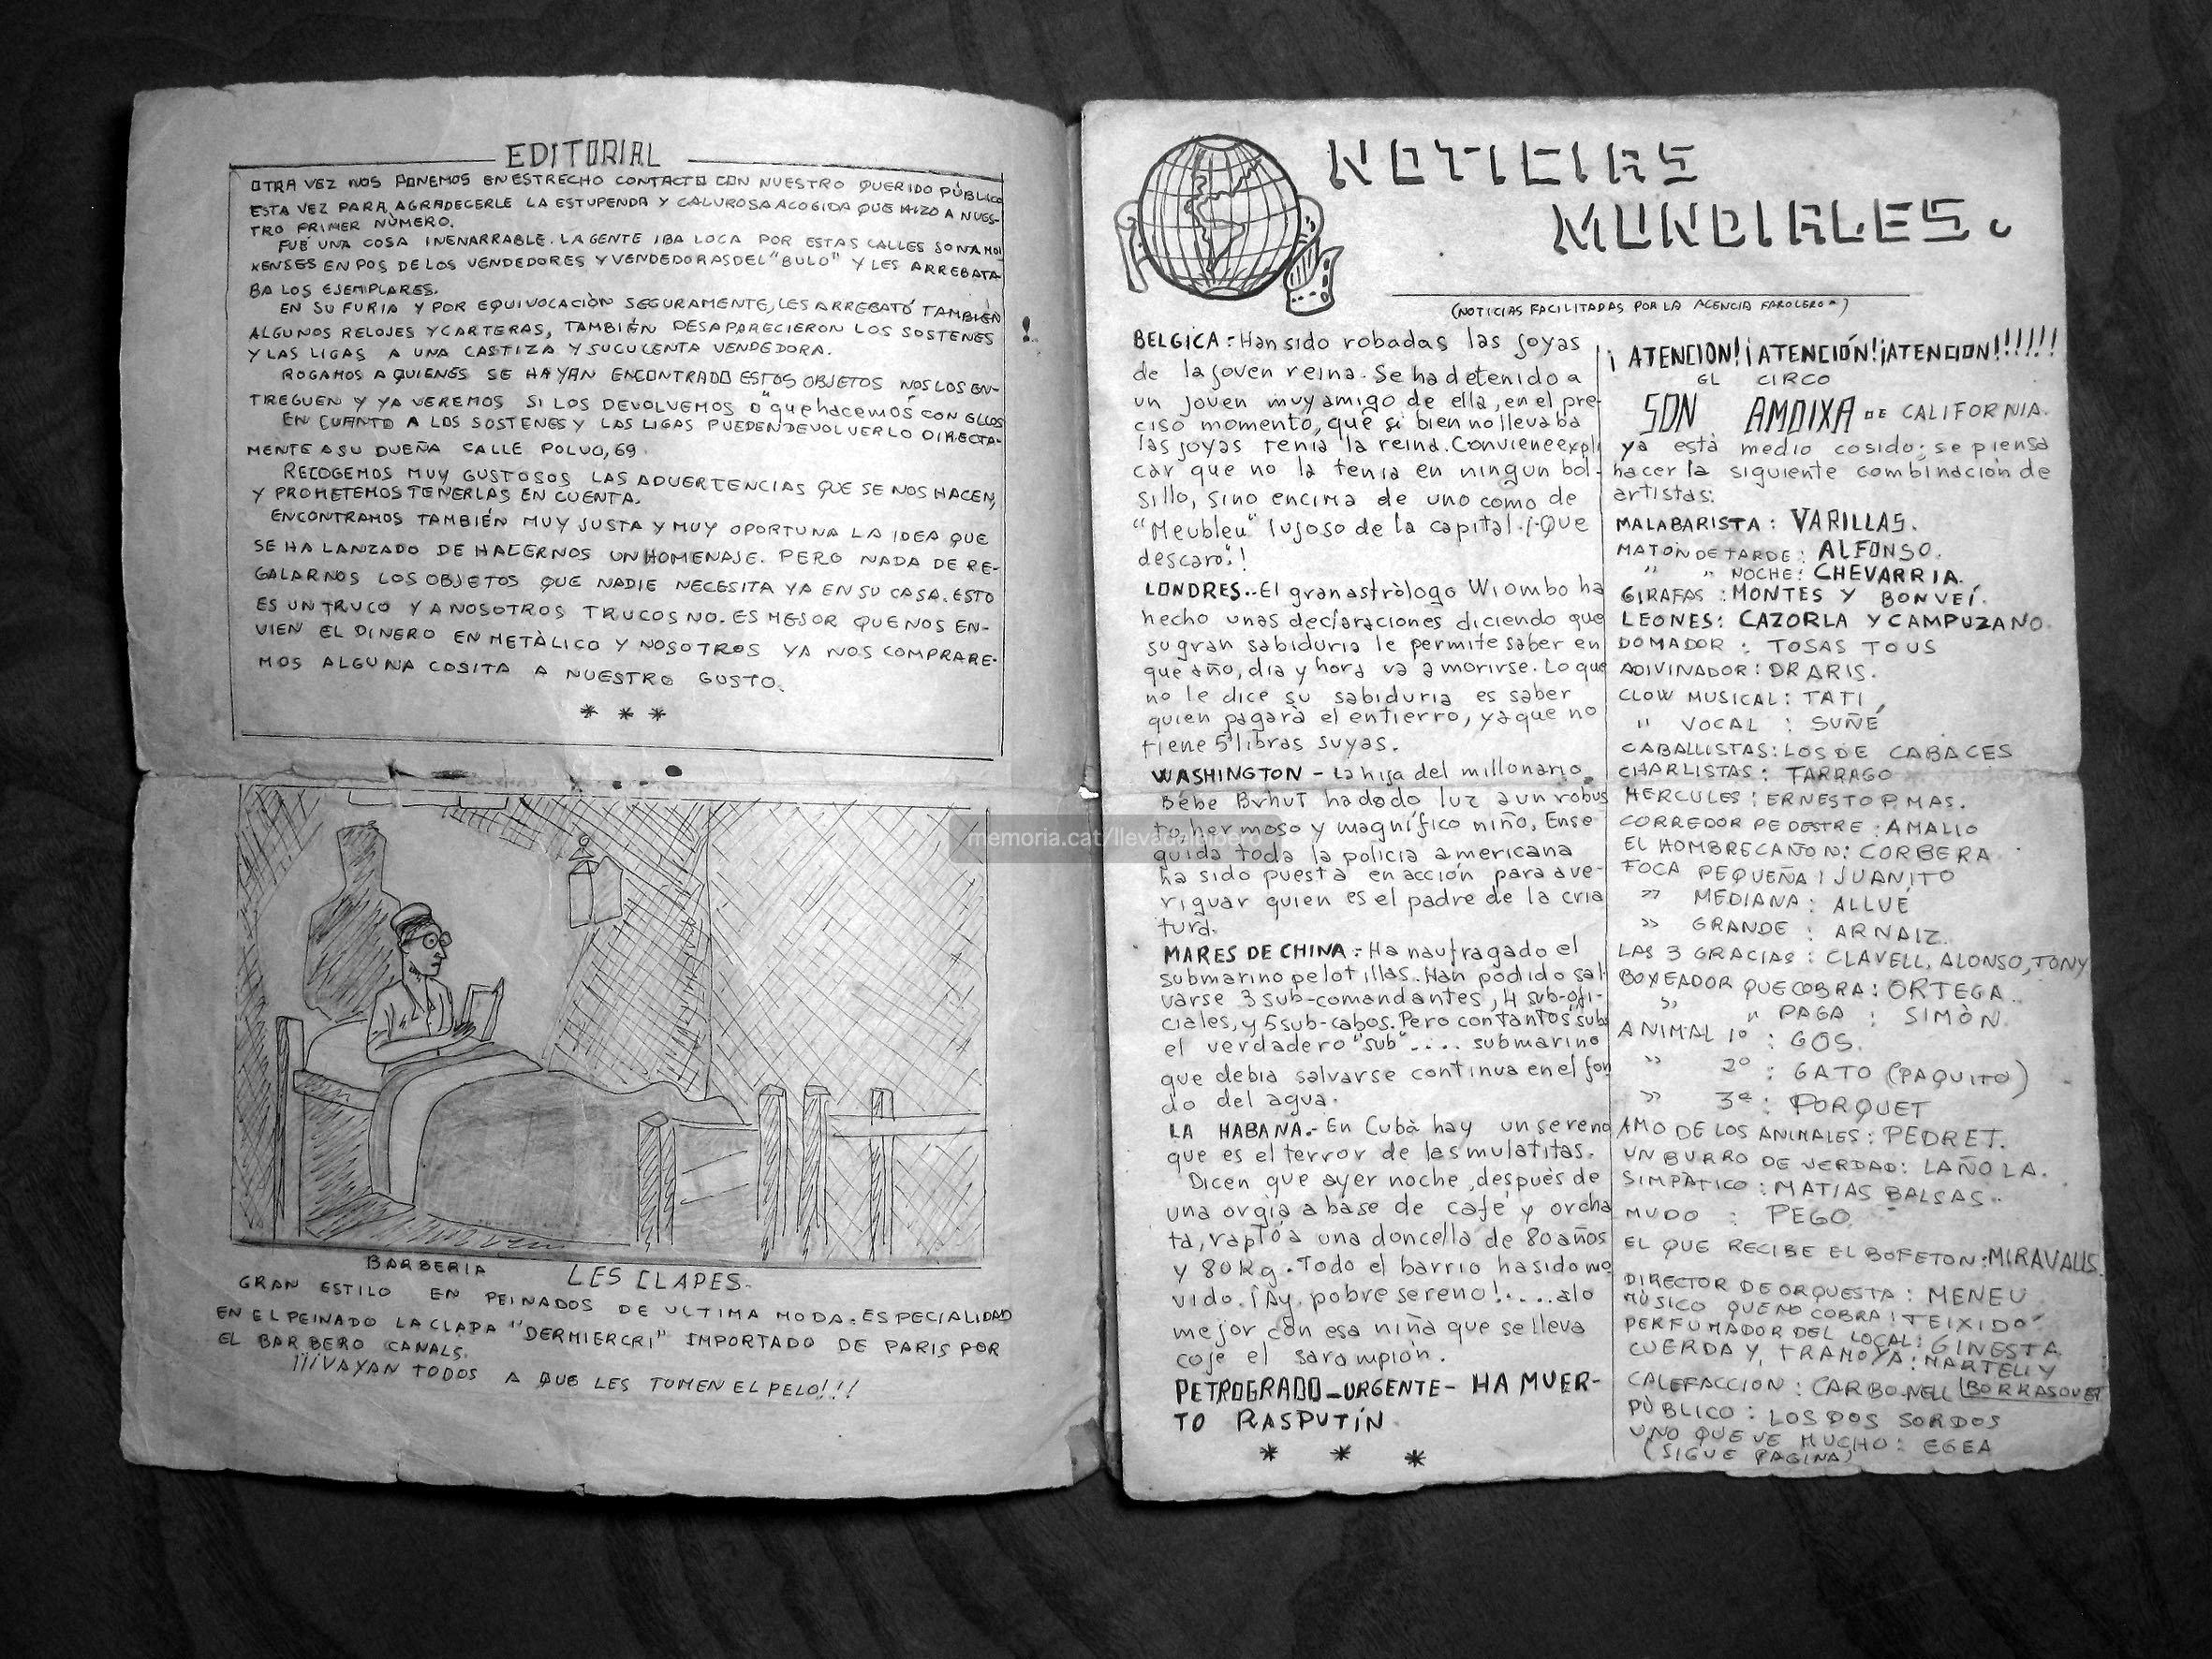 EDITORIAL
OTRA VEZ NOS PONEMOS EN ESTRECHO CONTACTO CON NUESTRO QUERIDO PÙBLICO
ESTA VEZ PARA AGRADECERLE LA ESTUPENDA Y CALUROSA ACOGIDA QUE HIZO A NUES-
TRO PRIMER NÙMERO.
FUÉ UNA COSA INENARRABLE. LA GENTE IBA LOCA POR ESTAS CALLES SONAMOI
XENSES EN POS DE LOS VENDEDORES Y VENDEDORAS DEL "BULO" Y LES ARREBATA-
BA LOS EJEMPLARES.
EN SU FURIA Y POR EQUIVOCACIÒN SEGURAMENTE, LES ARREBATÓ TAMBIÉN
ALGUNOS RELOJES Y CARTERAS, TAMBIÉN DESAPARECIERON LOS SOSTENES
Y LAS LIGAS A UNA CASTIZA Y SUCULENTA VENDEDORA.
!
ROGAMOS A QUIENES SE HAYAN ENCONTRADO ESTOS OBJETOS NOS LOS EN-
TREGUEN Y YA VEREMOS SI LOS DEVOLVEMOS O "que hacemos" CON ELLOS
EN CUANTO A LOS SOSTENES Y LAS LIGAS PUEDEN DEVOLVERLO DIRECTA-
MENTE A SU DUEÑA CALLE POLVO, 69.
RECOGEMOS MUY GUSTOSOS LAS ADVERTENCIAS QUE SE NOS HACEN,
Y PROMETEMOS TENERLAS EN CUENTA.
ENCONTRAMOS TAMBIÉN MUY JUSTA Y MUY OPORTUNA LA IDEA QUE
SE HA LANZADO DE HACERNOS UN HOMENAJE. PERO NADA DE RE-
GALARNOS LOS OBJETOS QUE NADIE NECESITA YA EN SU CASA. ESTO
ES UN TRUCO Y A NOSOTROS TRUCOS NO. ES MEJOR QUE NOS EN-
VIEN EL DINERO EN METÀLICO Y NOSOTROS YA NOS COMPRARE-
MOS ALGUNA COSITA A NUESTRO GUSTO.
* * *
BARBERIA LES CLAPES.
GRAN ESTILO EN PEINADOS DE ULTIMA MODA. ESPECIALIDAD
EN EL PEINADO LA CLAPA "DERMIERCRI" IMPORTADO DE PARIS POR
EL BARBERO CANALS.
¡¡¡VAYAN TODOS A QUE LES TOMEN EL PELO!!!
NOTICIAS
MUNDIALES.
(NOTICIAS FACILITADAS POR LA AGENCIA FAROLERO)
BELGICA:- Han sido robadas las joyas
de la joven reina. Se ha detenido a
un joven muy amigo de ella, en el pre-
ciso momento, que si bien no llevaba
las joyas tenia la reina. Conviene expli
car que no la tenia en ningun bol-
sillo, sino encima de uno como de
"Meubleu" lujoso de la capital. ¡Que
descaro.!
LONDRES.- El gran astròlogo Wiombo ha
hecho unas declaraciones diciendo que
su gran sabiduria le permite saber en
que año, dia y hora va a morirse. Lo que
no le dice su sabiduria es saber
quien pagarà el entierro, ya que no
tiene 5 libras suyas.
WASHINGTON - La hija del millonario
Bébe BrhuT ha dado luz a un robus
to, hermoso y magnífico niño. Ense
guida toda la policia americana
ha sido puesta en acción para ave-
riguar quien es el padre de la cria
tura.
MARES DE CHINA.- Ha naufragado el
submarino pelotillas. Han podido sal
varse 3 sub-comandantes, 4 sub-ofi-
ciales, y 5 sub-cabos. Pero con tantos "sub"
el verdadero "sub".... submarino
que debia salvarse continua en el fon
do del agua.
LA HABANA.- En Cubà hay un sereno
que es el terror de las mulatitas.
Dicen que ayer noche, despuès de
una orgia a base de cafè y orcha
ta, raptó a una doncella de 80 años
y 80 kg. Todo el barrio ha sido mo
vido. ¡Ay, pobre sereno!.... a lo
mejor con esa niña que se lleva
coje el sarampión.
PETROGRADO-URGENTE- HA MUER-
TO RASPUTÍN
* * *
¡ATENCION! ¡ATENCIÓN! ¡ATENCION!!!!!!
EL CIRCO
SON AMOIXA DE CALIFORNIA.
ya està medio cosido; se piensa
hacer la siguiente combinación de
artistas:
MALABARISTA: VARILLAS.
MATÓN DE TARDE: ALFONSO.
" " NOCHE: CHEVARRIA.
GIRAFAS: MONTES Y BONVEÍ.
LEONES: CAZORLA Y CAMPUZANO.
DOMADOR: TOSAS TOUS
ADIVINADOR: DR ARIS.
CLOW MUSICAL: TATI,
" VOCAL: SUÑÉ
CABALLISTAS: LOS DE CABACES
CHARLISTAS: TARRAGO
HERCULES: ERNESTO P. MAS.
CORREDOR PEDESTRE: AMALIO
EL HOMBRE CAÑON: CORBERA.
FOCA PEQUEÑA: JUANITO
" MEDIANA: ALLUE
" GRANDE: ARNAIZ.
LAS 3 GRACIAS: CLAVELL, ALONSO, TONY
BOXEADOR QUE COBRA: ORTEGA.
" " PAGA: SIMÒN.
ANIMAL 1º: GOS.
" 2º: GATO (PAQUITO)
" 3º: PORQUET
AMO DE LOS ANIMALES: PEDRET.
UN BURRO DE VERDAD: LAÑOLA.
SIMPÀTICO: MATIAS BALSAS.
MUDO: PEGO
EL QUE RECIBE EL BOFETON: MIRAVALLS.
DIRECTOR DE ORQUESTA: MENEU
MÙSICO QUE NO COBRA: TEIXIDÓ
PERFUMADOR DEL LOCAL: GINESTA
CUERDA Y TRAMOYA: MARTELLY
CALEFACCION: CARBONELL (BORRASQUET
PÙBLICO: LOS DOS SORDOS
UNO QUE VE MUCHO: EGEA
(SIGUE PAGINA)
memoria.cat/llevadelbibero